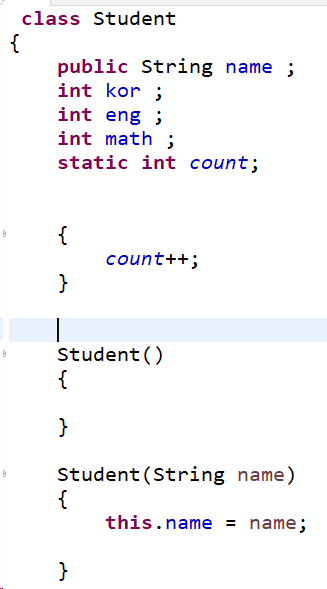 class Student
{
    public String name ;
    int kor ;
    int eng ;
    int math ;
    static int count;
    {
        count++;
    }
    Student()
    {
    }
    Student(String name)
    {
        this.name = name;
    }